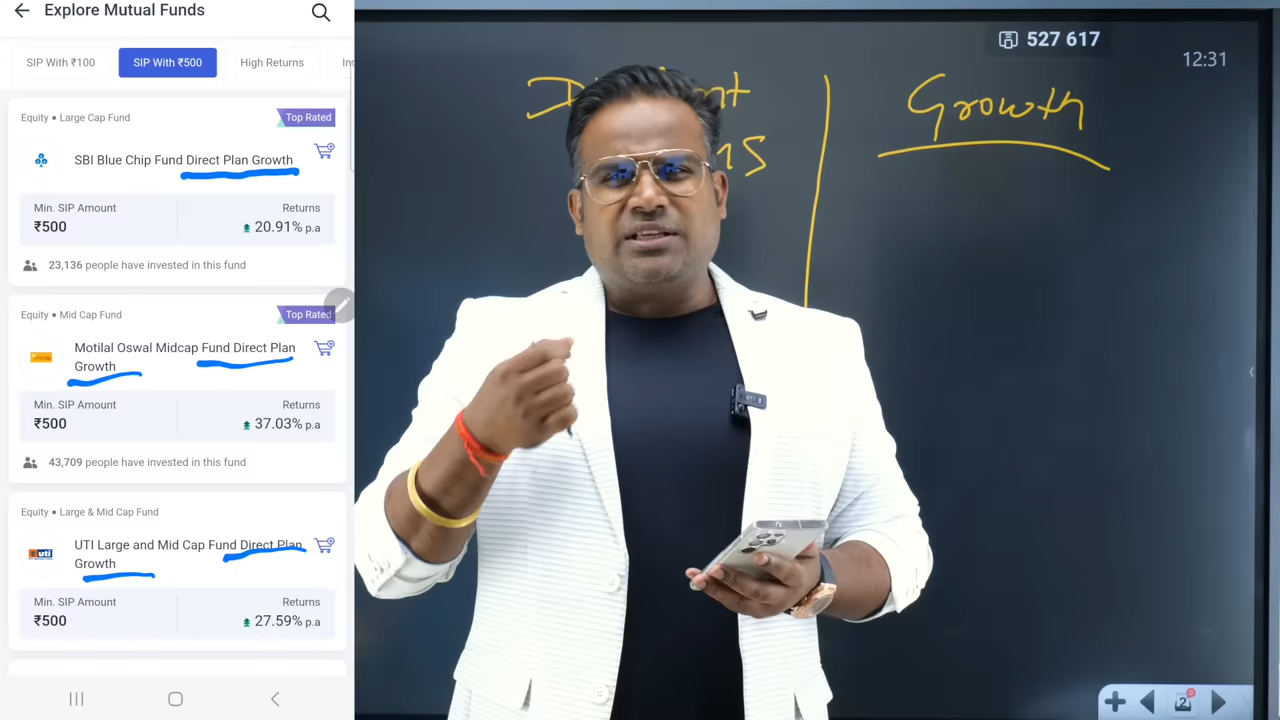 Explore Mutual Funds
SIP With ₹100
SIP With ₹500
High Returns
Equity • Large Cap Fund
Top Rated
SBI Blue Chip Fund Direct Plan Growth
Min. SIP Amount
Returns
₹500
20.91% p.a
23,136 people have invested in this fund
Equity • Mid Cap Fund
Top Rated
Motilal Oswal Midcap Fund Direct Plan
Growth
Min. SIP Amount
Returns
₹500
37.03% p.a
43,709 people have invested in this fund
Equity • Large & Mid Cap Fund
uti
UTI Large and Mid Cap Fund Direct Plan
Growth
Min. SIP Amount
Returns
₹500
27.59% p.a
527 617
12:31
Growth
2